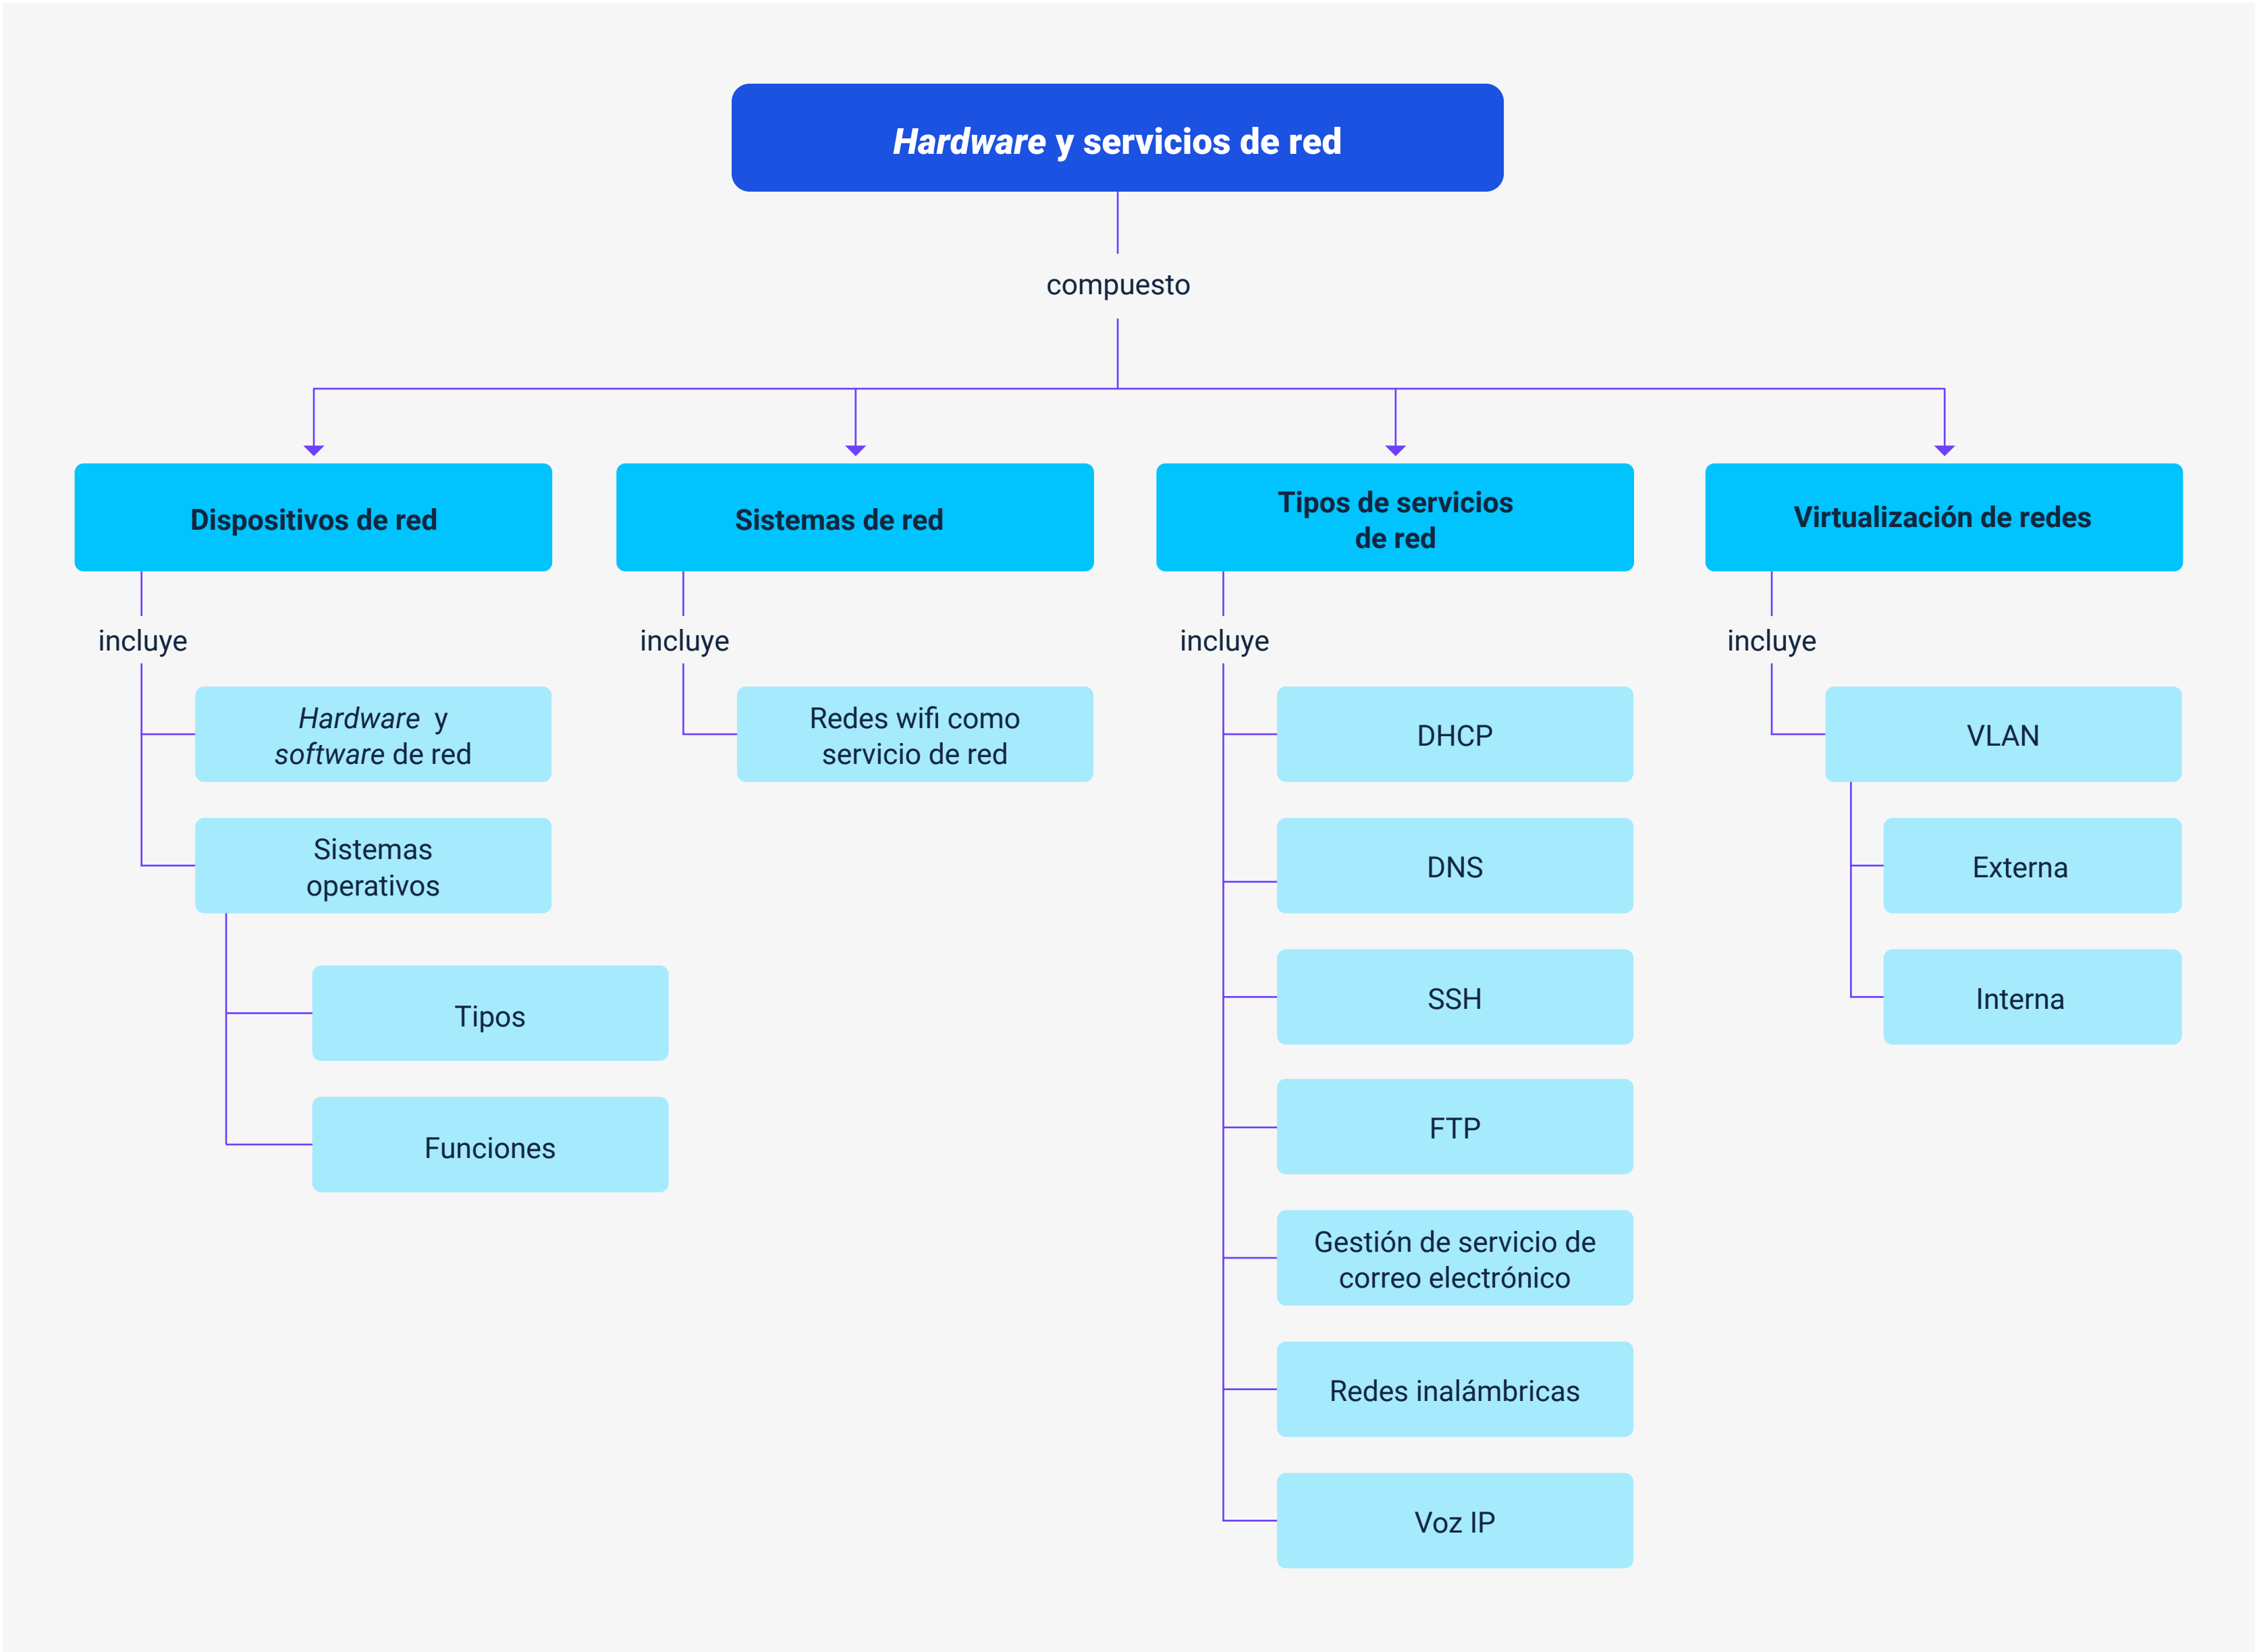 Hardware y servicios de red
compuesto
Dispositivos de red
incluye
Hardware y
software de red
Sistemas
operativos
Tipos
Funciones
Sistemas de red
incluye
Redes wifi como
servicio de red
Tipos de servicios
de red
incluye
DHCP
DNS
SSH
FTP
Gestión de servicio de
correo electrónico
Redes inalámbricas
Voz IP
Virtualización de redes
incluye
VLAN
Externa
Interna